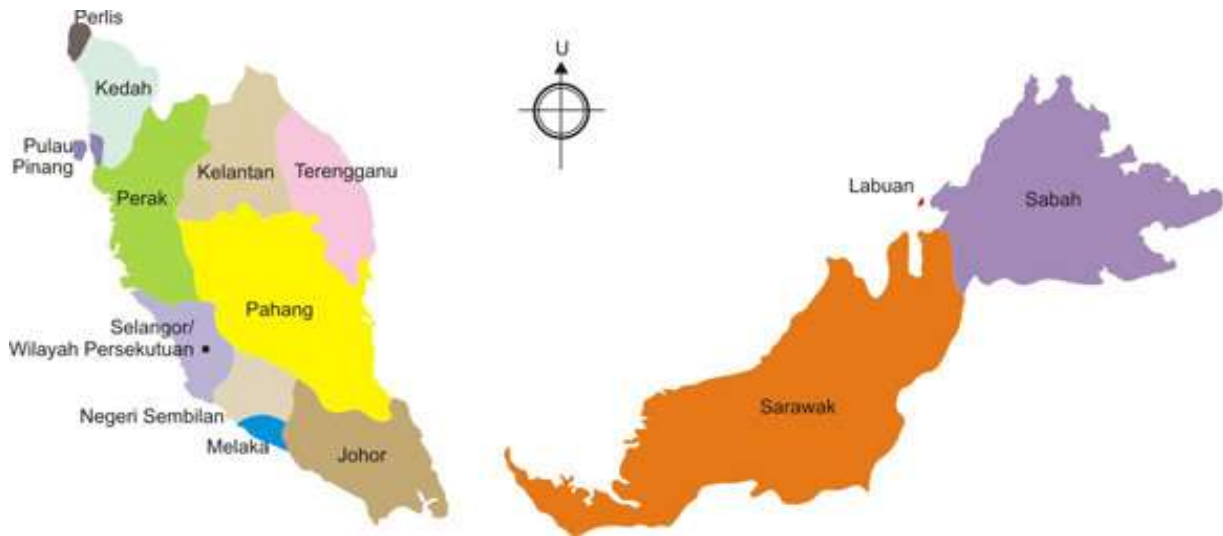 Perlis
U
Kedah
Pulau
Pinang
Kelantan
Terengganu
Perak
Labuan
Sabah
Pahang
Selangor/
Wilayah Persekutuan
Negeri Sembilan
Sarawak
Melaka
Johor